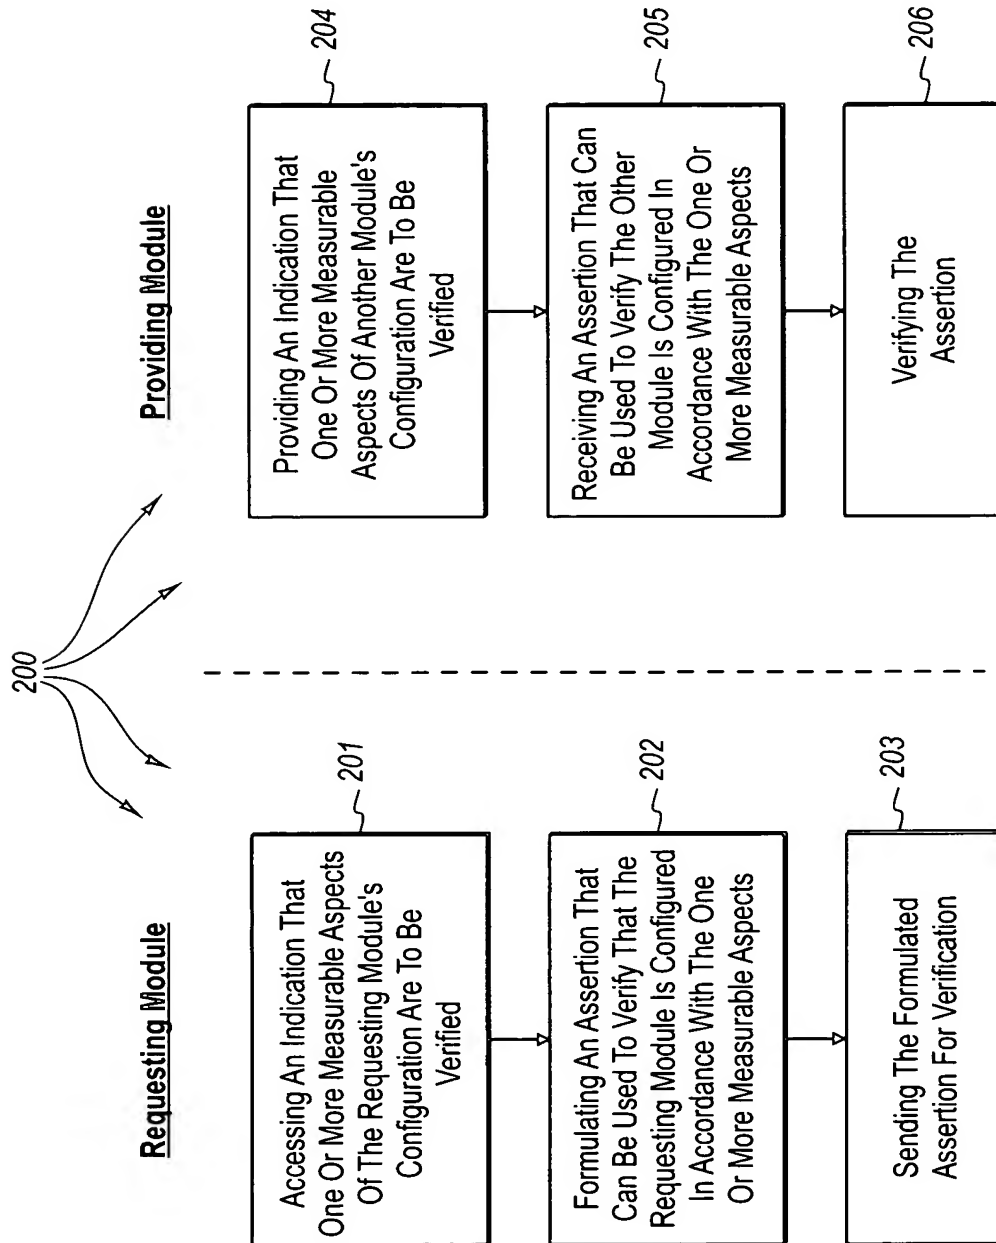 200
Requesting Module
Accessing An Indication That
One Or More Measurable Aspects
Of The Requesting Module's
Configuration Are To Be
Verified
201
Formulating An Assertion That
Can Be Used To Verify That The
Requesting Module Is Configured
In Accordance With The One
Or More Measurable Aspects
202
Sending The Formulated
Assertion For Verification
203
Providing Module
Providing An Indication That
One Or More Measurable
Aspects Of Another Module's
Configuration Are To Be
Verified
204
Receiving An Assertion That Can
Be Used To Verify The Other
Module Is Configured In
Accordance With The One Or
More Measurable Aspects
205
Verifying The
Assertion
206